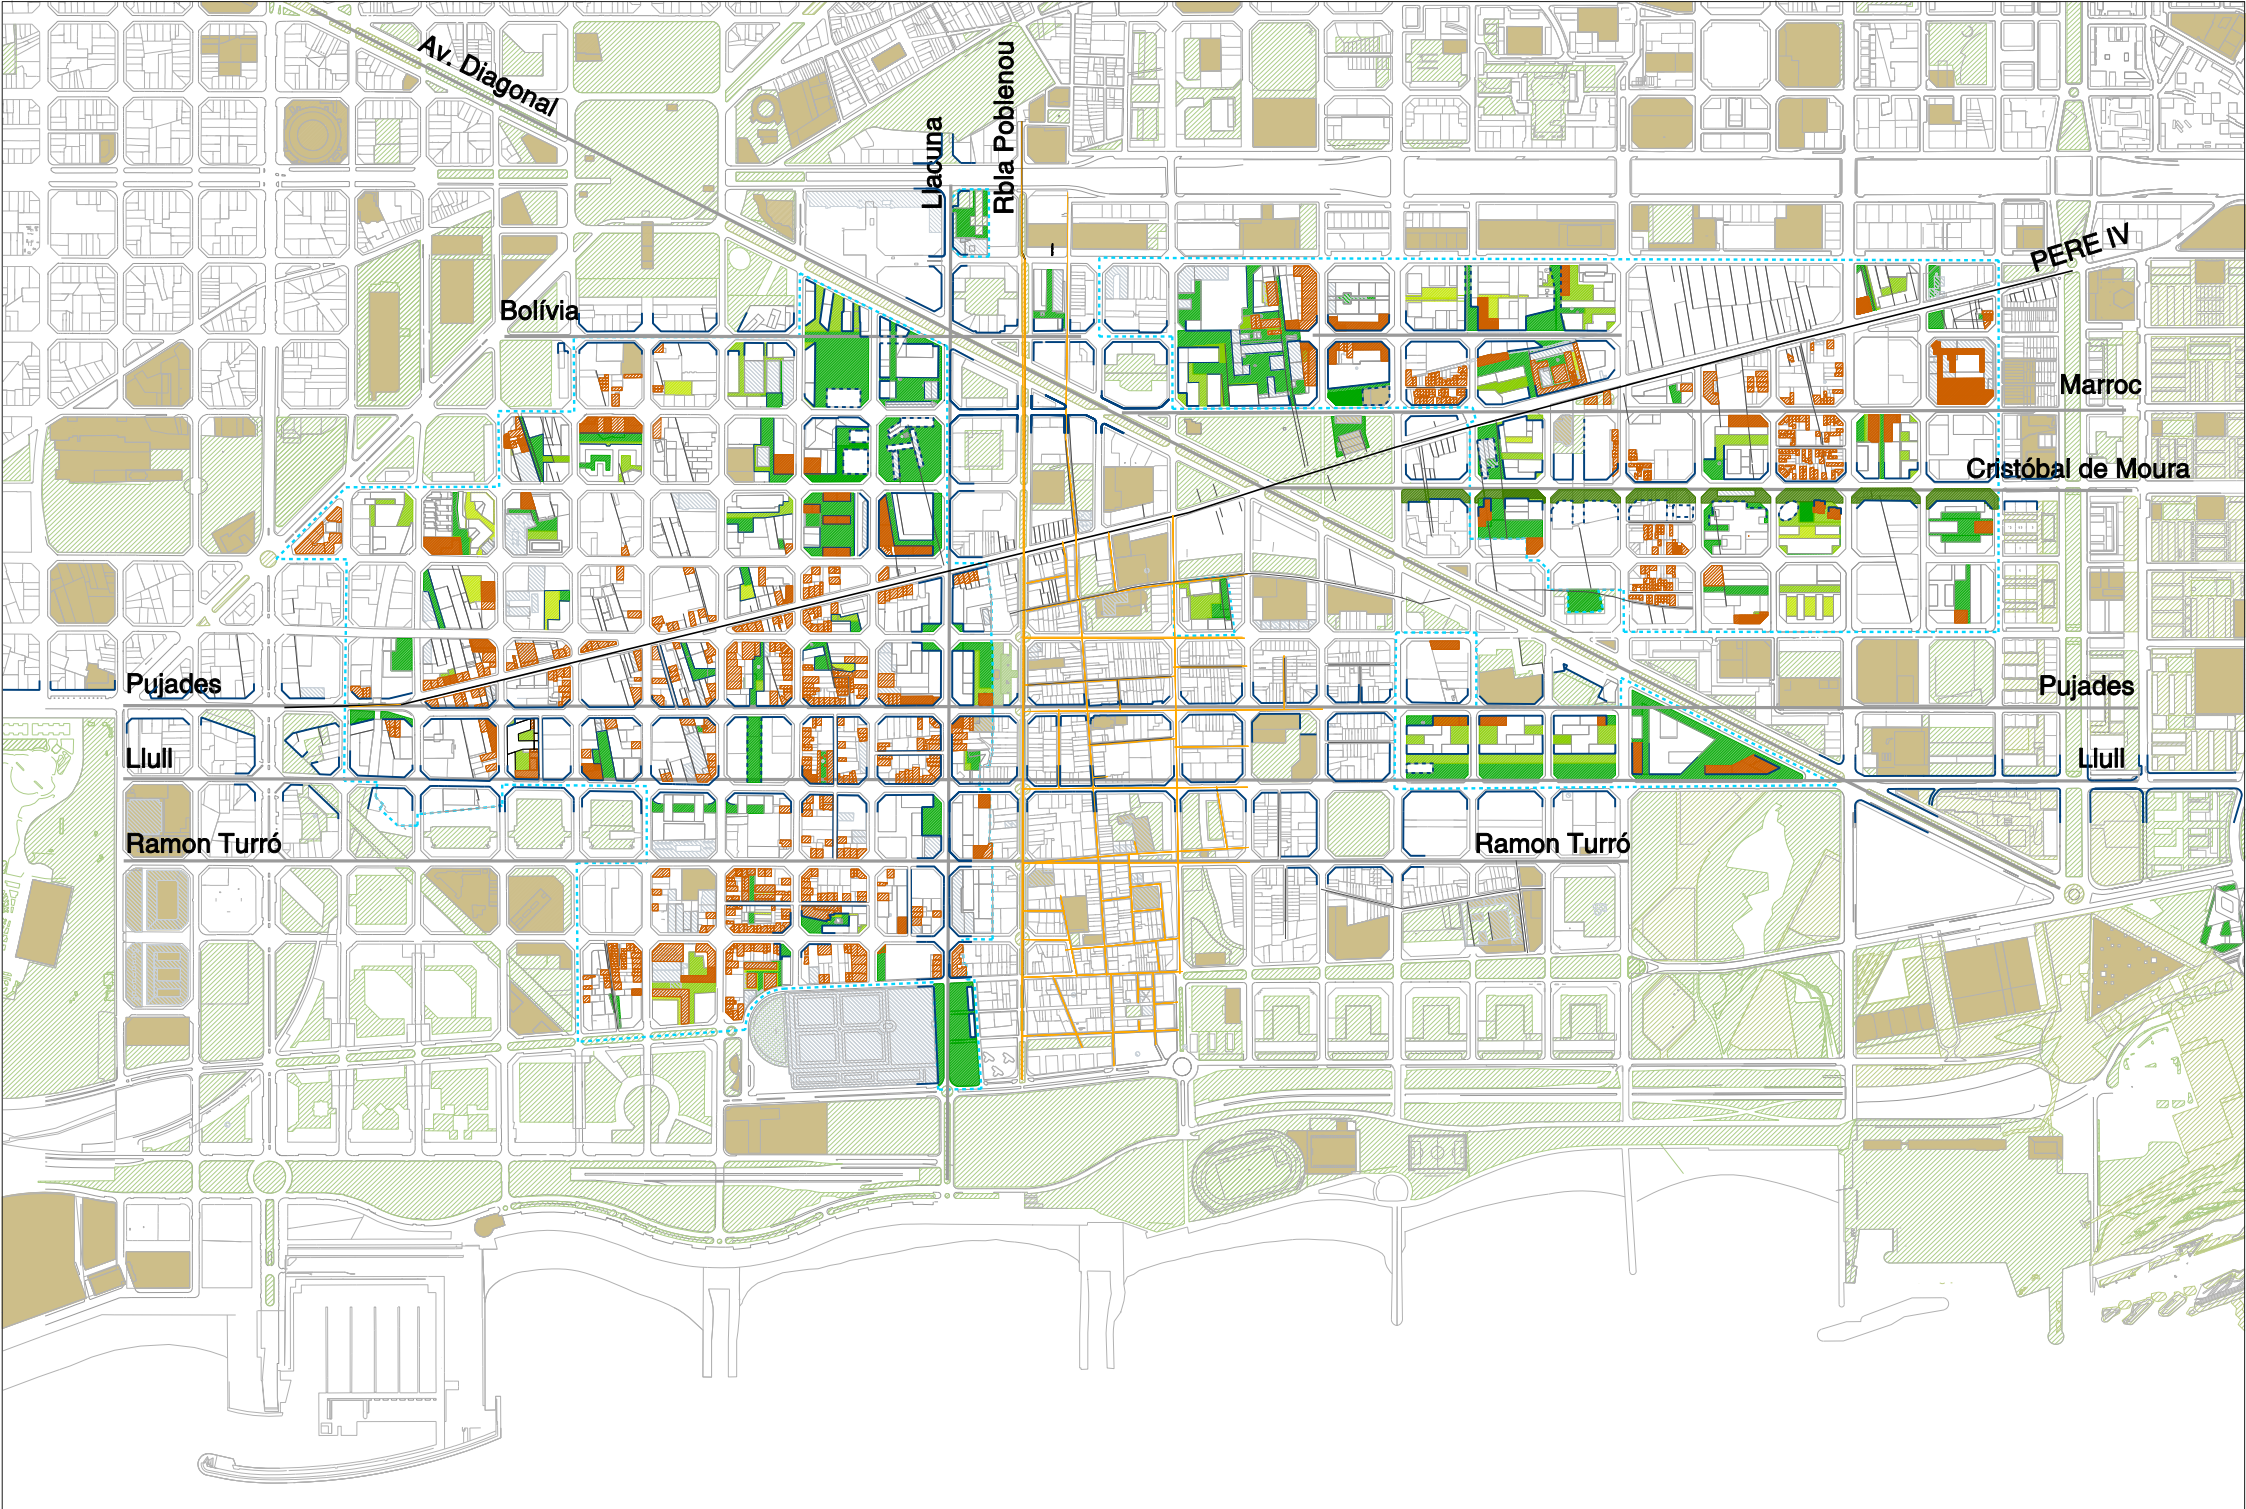 Av. Diagonal
Llacuna
Rbla Poblenou
PERE IV
Bolívia
Marroc
Cristóbal de Moura
Pujades
Pujades
Llull
Llull
Ramon Turró
Ramon Turró